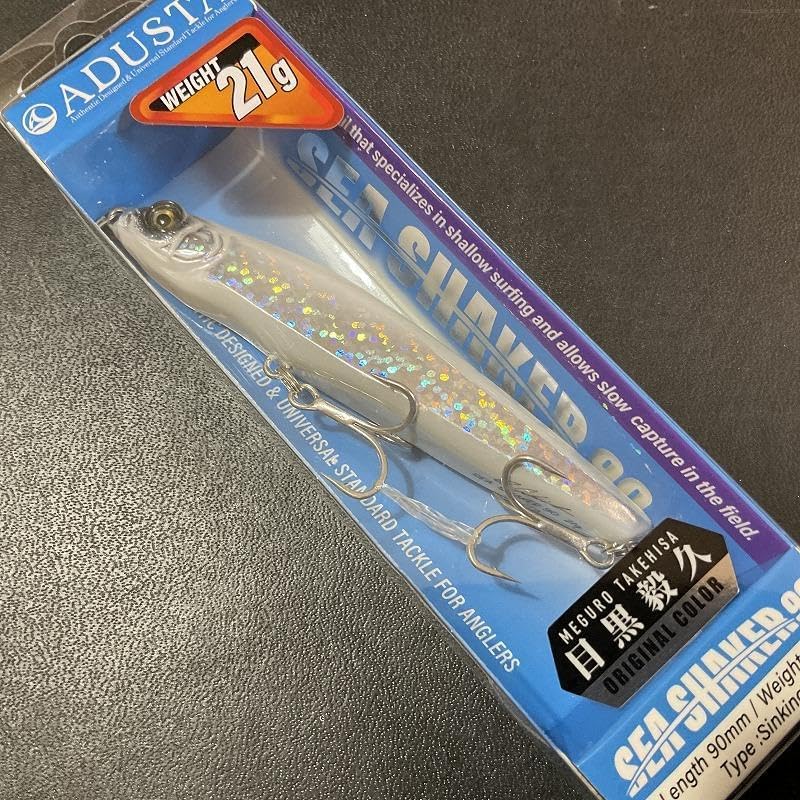 ADUSTA
Authentic Designed & Universal Standard Tackle for Anglers
WEIGHT
21g
that specializes in shallow surfing and allows slow capture in the field.
SEA SHAKER 90
DESIGNED & UNIVERSAL STANDARD TACKLE FOR ANGLERS
MEGURO TAKEHISA
目黒毅久
ORIGINAL COLOR
SEA SHAKER 90
Length 90mm / Weight
Type :Sinking